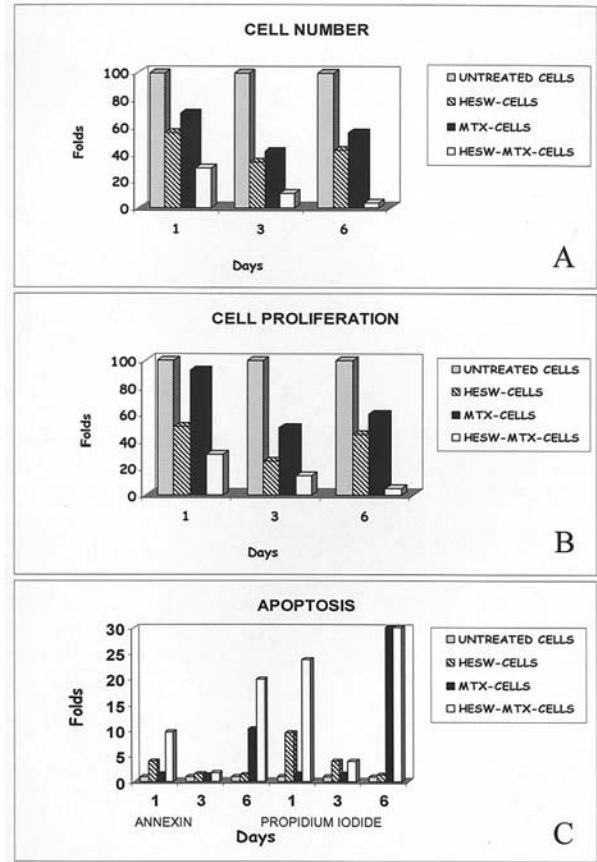 CELL NUMBER
100
80
60
40
20
0
Folds
1 3 6
Days
UNTREATED CELLS
HESW-CELLS
MTX-CELLS
HESW-MTX-CELLS
A
CELL PROLIFERATION
100
80
60
40
20
0
Folds
1 3 6
Days
UNTREATED CELLS
HESW-CELLS
MTX-CELLS
HESW-MTX-CELLS
B
APOPTOSIS
30
25
20
15
10
5
0
Folds
1 3 6 1 3 6
ANNEXIN PROPIDIUM IODIDE
Days
UNTREATED CELLS
HESW-CELLS
MTX-CELLS
HESW-MTX-CELLS
C